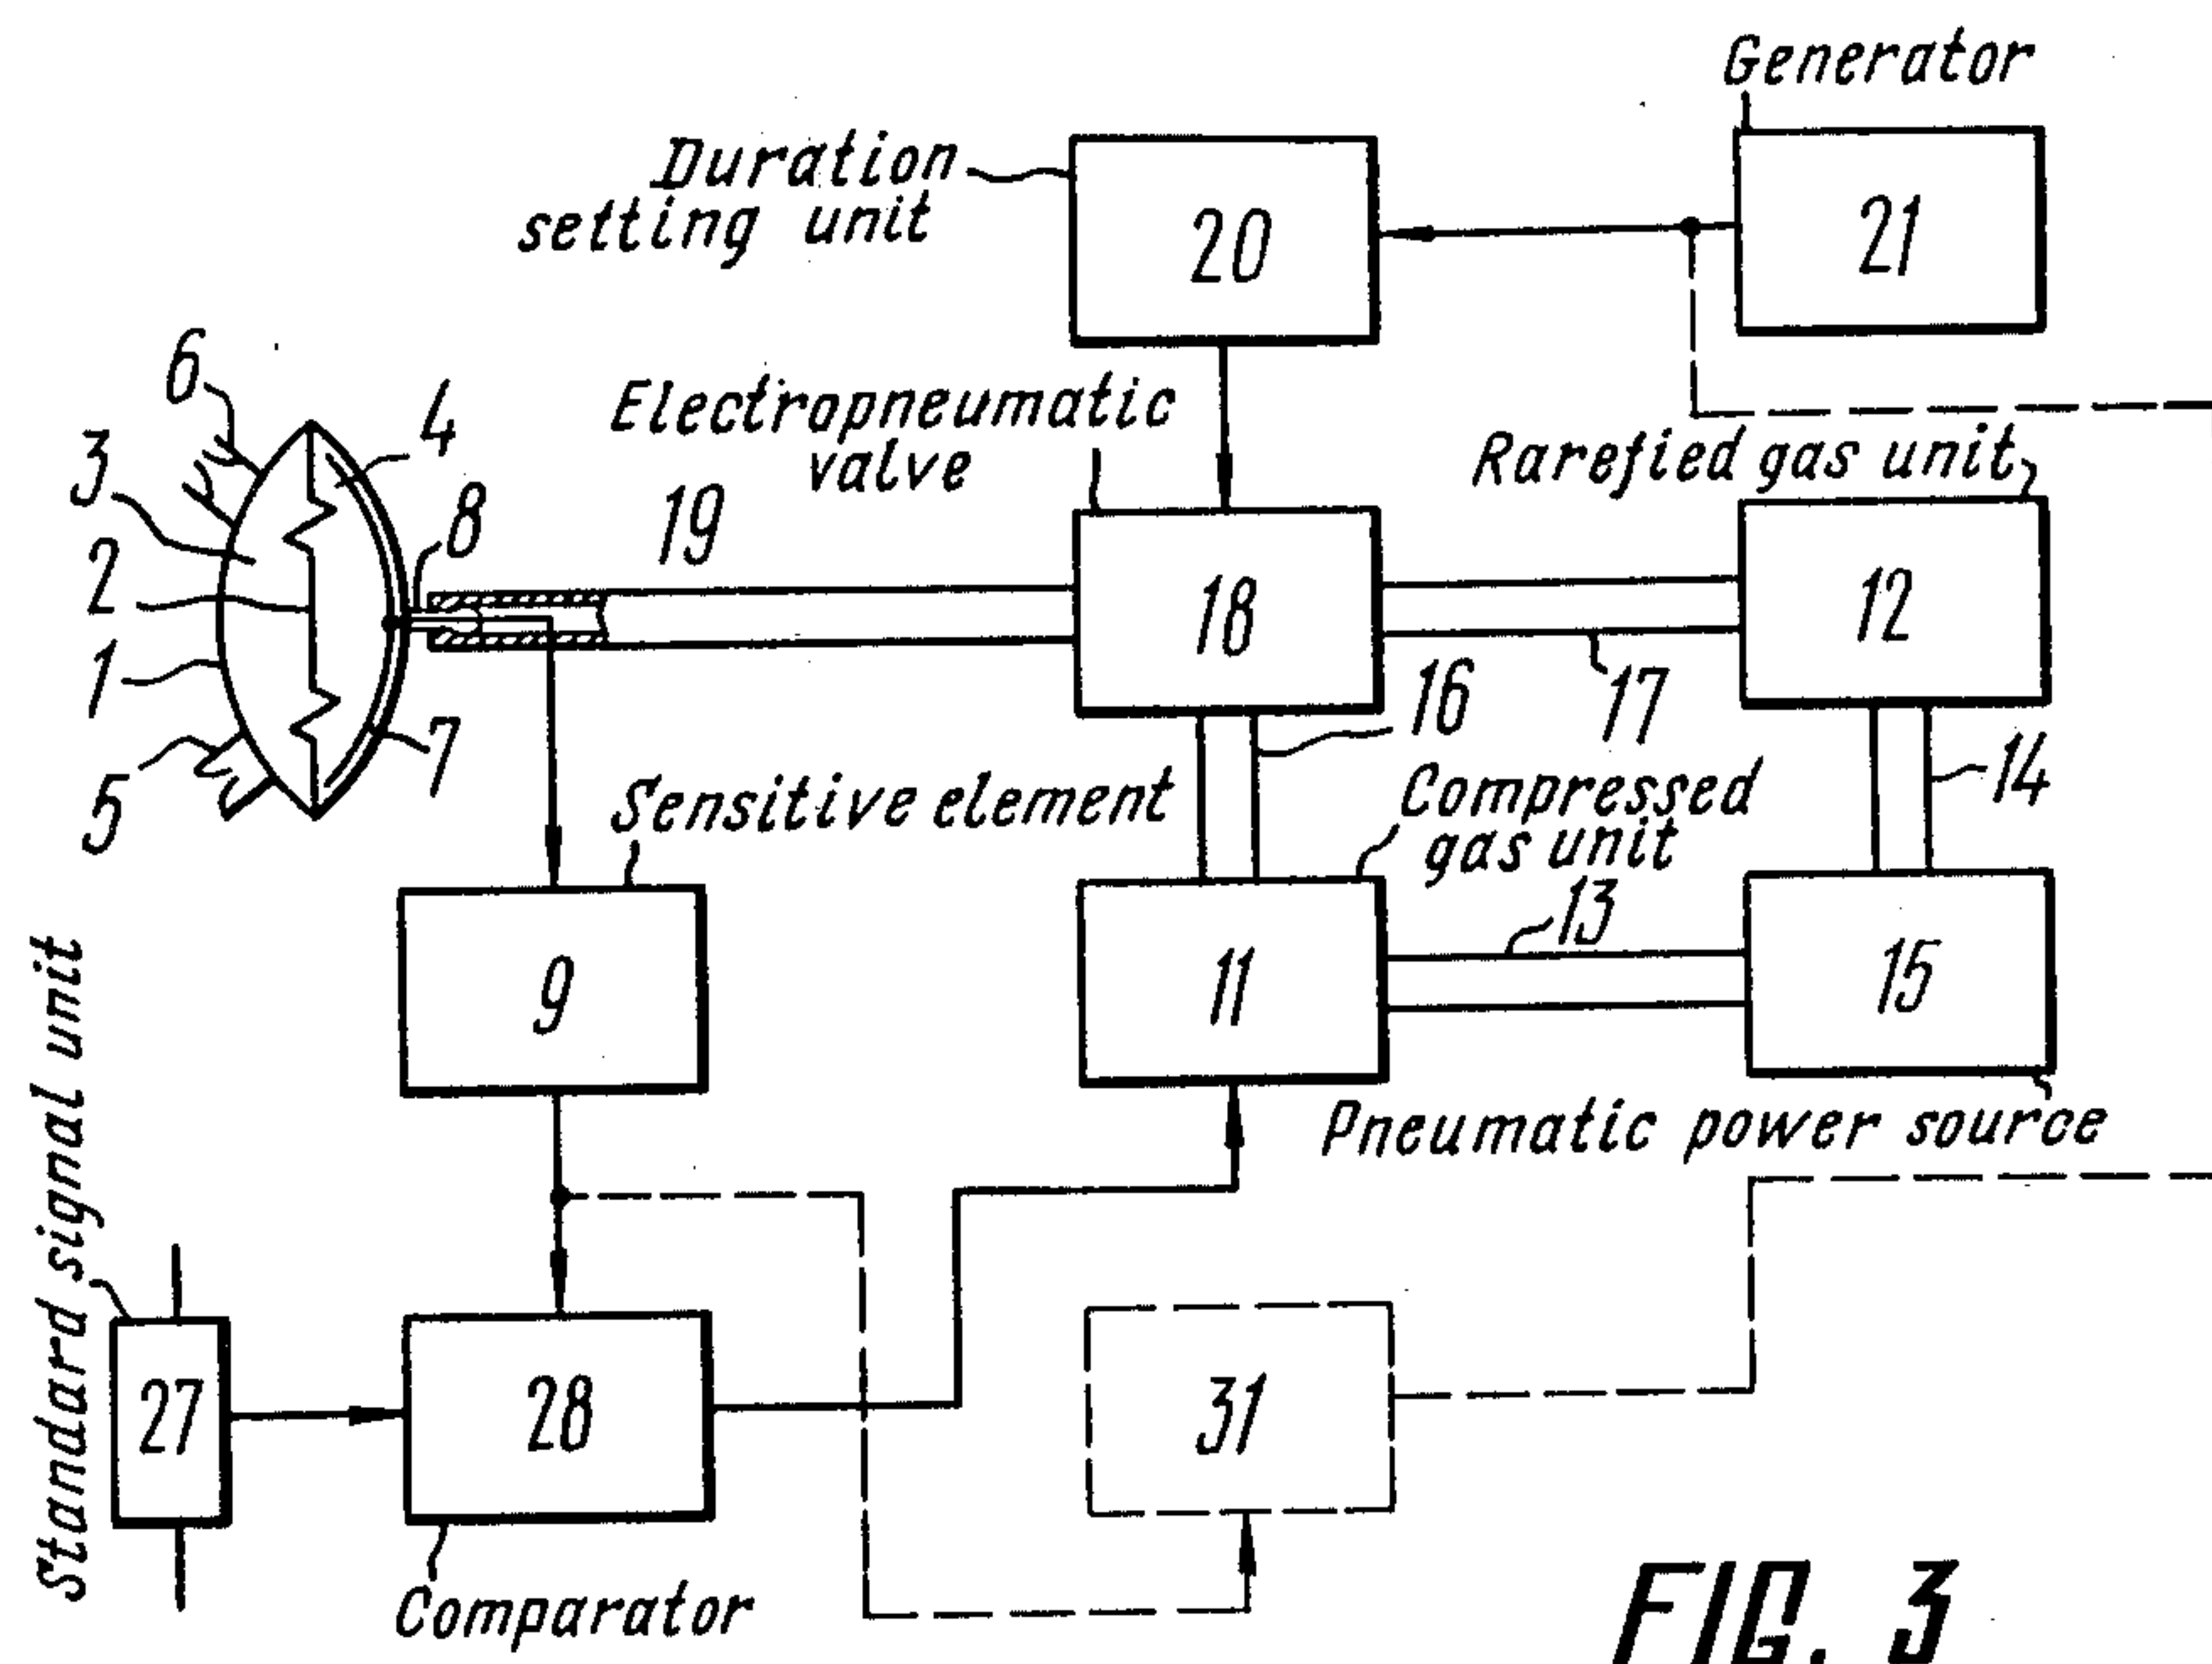 Generator
Duration
setting unit
20
21
6
4
3
Electropneumatic
valve
Rarefied gas unit
8
19
2
18
12
1
16
17
7
14
5
Sensitive element
Compressed
gas unit
13
9
11
15
Standard signal unit
Pneumatic power source
27
28
31
Comparator
FIG. 3